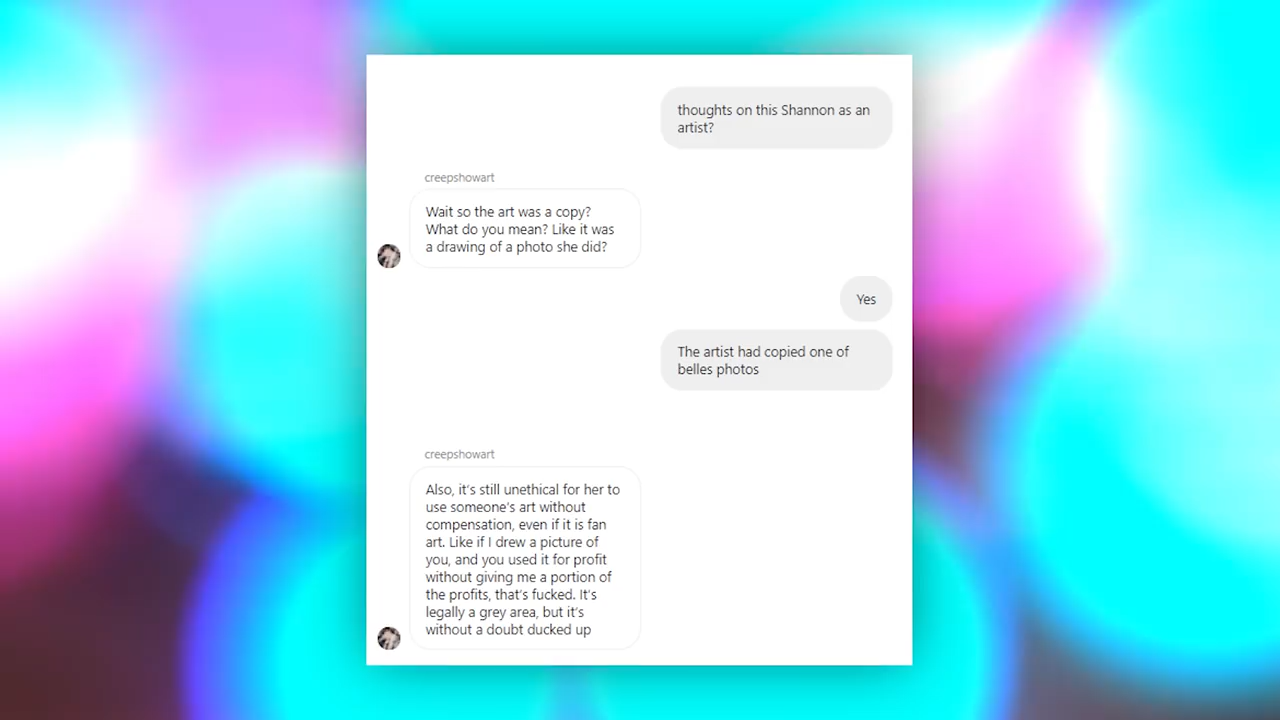 thoughts on this Shannon as an
artist?
creepshowart
Wait so the art was a copy?
What do you mean? Like it was
a drawing of a photo she did?
Yes
The artist had copied one of
belles photos
creepshowart
Also, it's still unethical for her to
use someone's art without
compensation, even if it is fan
art. Like if I drew a picture of
you, and you used it for profit
without giving me a portion of
the profits, that's fucked. It's
legally a grey area, but it's
without a doubt ducked up